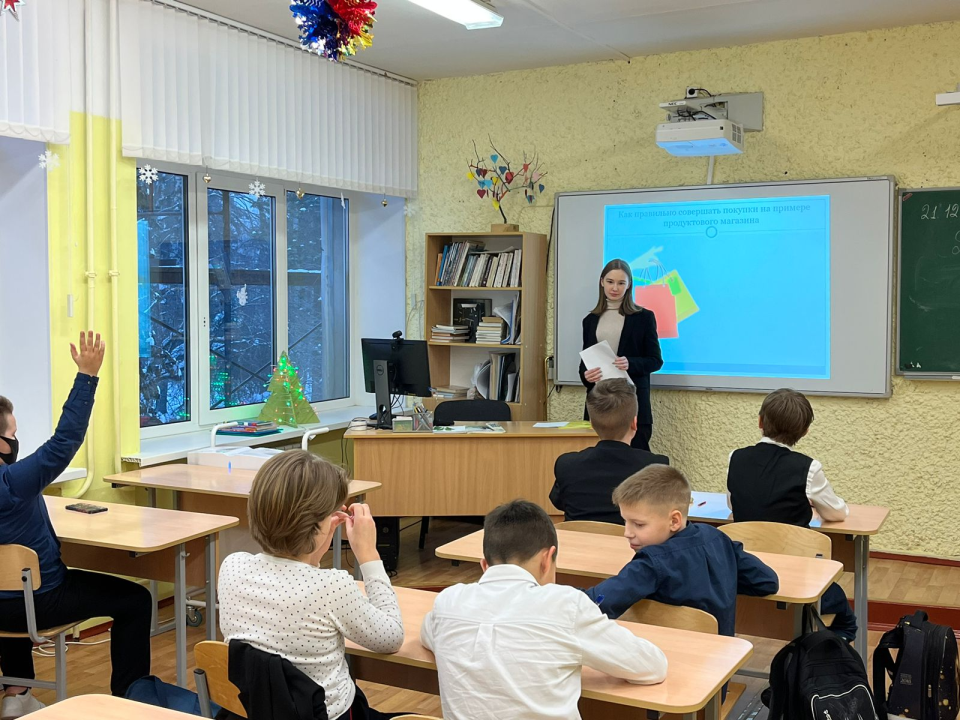 Как правильно совершать покупки на примере
продуктового магазина
21 12